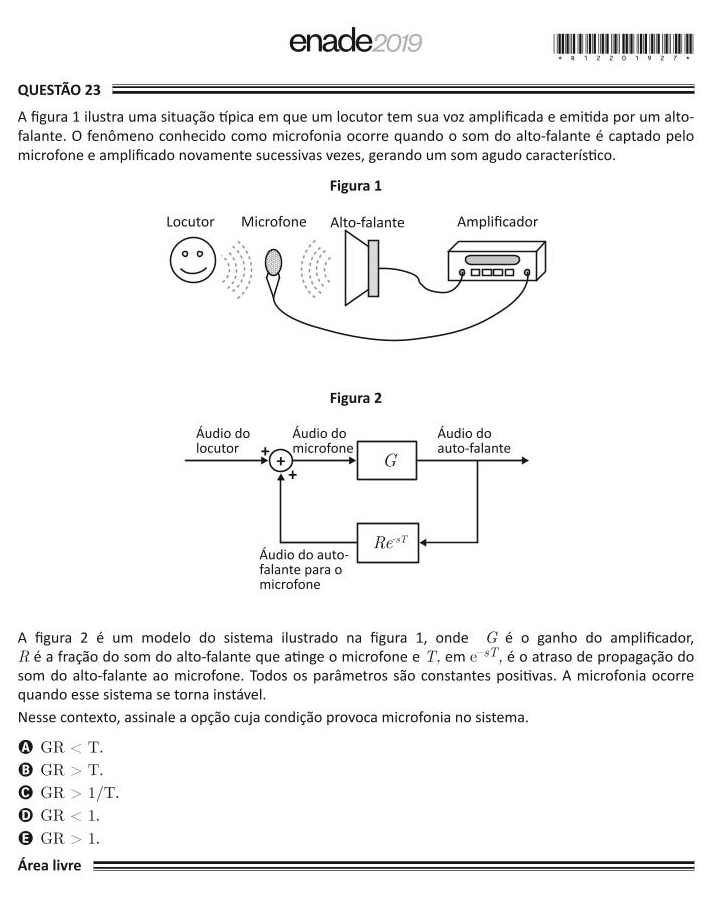 enade2019
* R 1 2 2 0 1 9 2 7 *
QUESTÃO 23
A figura 1 ilustra uma situação típica em que um locutor tem sua voz amplificada e emitida por um alto-
falante. O fenômeno conhecido como microfonia ocorre quando o som do alto-falante é captado pelo
microfone e amplificado novamente sucessivas vezes, gerando um som agudo característico.
Figura 1
Locutor Microfone Alto-falante Amplificador
Figura 2
Áudio do locutor
Áudio do microfone
Áudio do auto-falante
+
+
+
G
Re^{-sT}
Áudio do auto-
falante para o
microfone
A figura 2 é um modelo do sistema ilustrado na figura 1, onde G é o ganho do amplificador,
R é a fração do som do alto-falante que atinge o microfone e T, em e^{-sT}, é o atraso de propagação do
som do alto-falante ao microfone. Todos os parâmetros são constantes positivas. A microfonia ocorre
quando esse sistema se torna instável.
Nesse contexto, assinale a opção cuja condição provoca microfonia no sistema.
A GR < T.
B GR > T.
C GR > 1/T.
D GR < 1.
E GR > 1.
Área livre